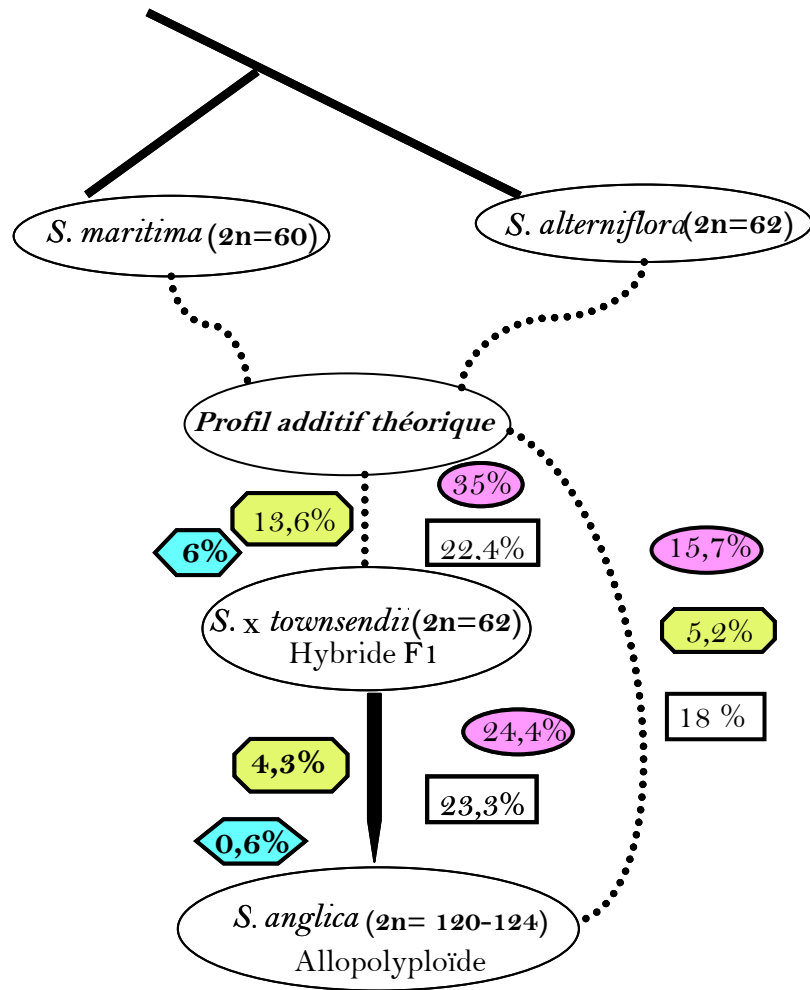 S. maritima (2n=60)
S. alterniflora(2n=62)
Profil additif théorique
35%
13,6%
22,4%
6%
15,7%
S. x townsendii(2n=62)
Hybride F1
5,2%
18 %
24,4%
4,3%
23,3%
0,6%
S. anglica (2n= 120-124)
Allopolyploïde